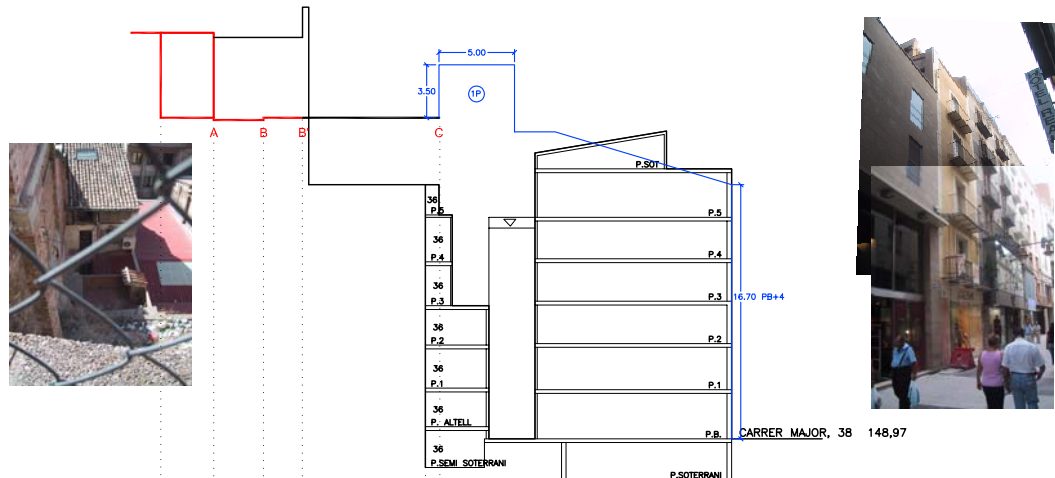 5.00
3.50
1P
A
B
B'
C
P.SOT
36
P.5
P.5
36
P.4
P.4
36
P.3
P.3
16.70 PB+4
36
P.2
P.2
36
P.1
P.1
36
P. ALTELL
P.B.
CARRER MAJOR, 38 148,97
36
P.SEMI SOTERRANI
P.SOTERRANI